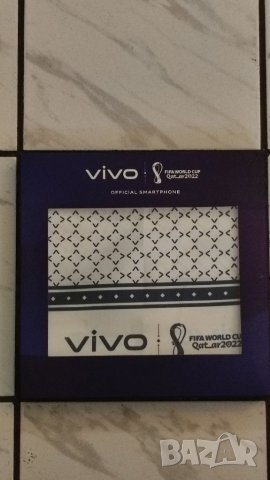 vivo
FIFA WORLD CUP
Qatar2022
OFFICIAL SMARTPHONE
vivo
FIFA WORLD CUP
Qatar2022
BAZAR